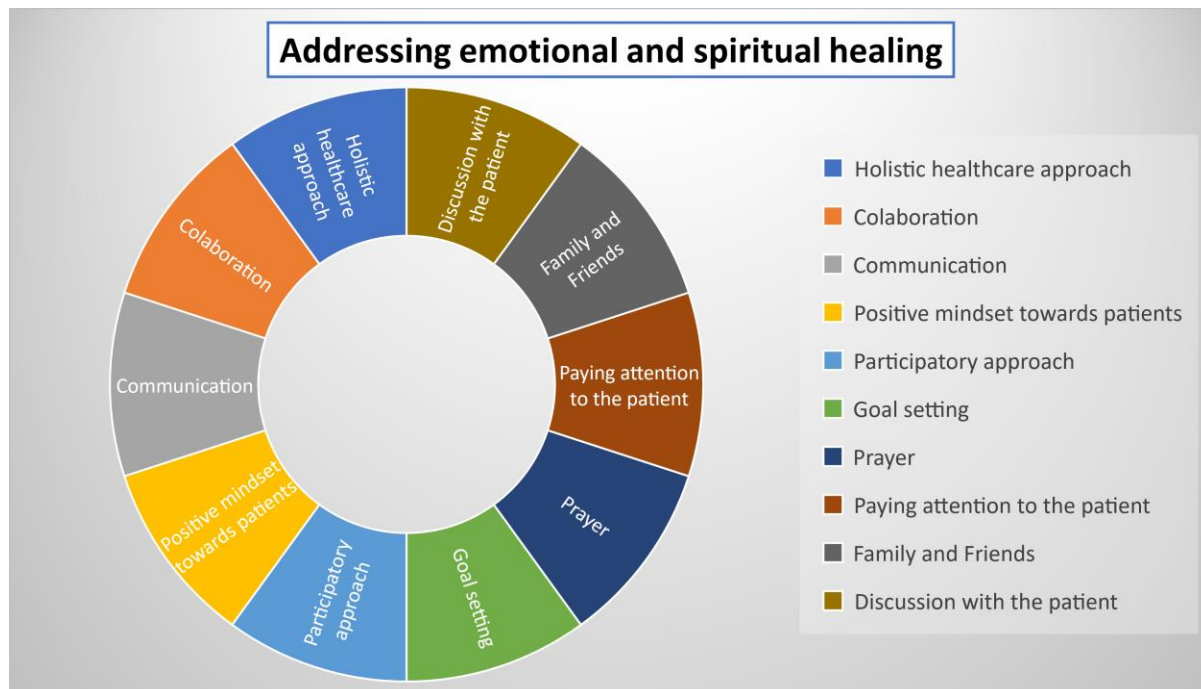 Addressing emotional and spiritual healing
Discussion with
the patient
Family and
Friends
Paying attention
to the patient
Prayer
Goal setting
Participatory
approach
Positive mindset
towards patients
Communication
Colaboration
Holistic
healthcare
approach
Holistic healthcare approach
Colaboration
Communication
Positive mindset towards patients
Participatory approach
Goal setting
Prayer
Paying attention to the patient
Family and Friends
Discussion with the patient